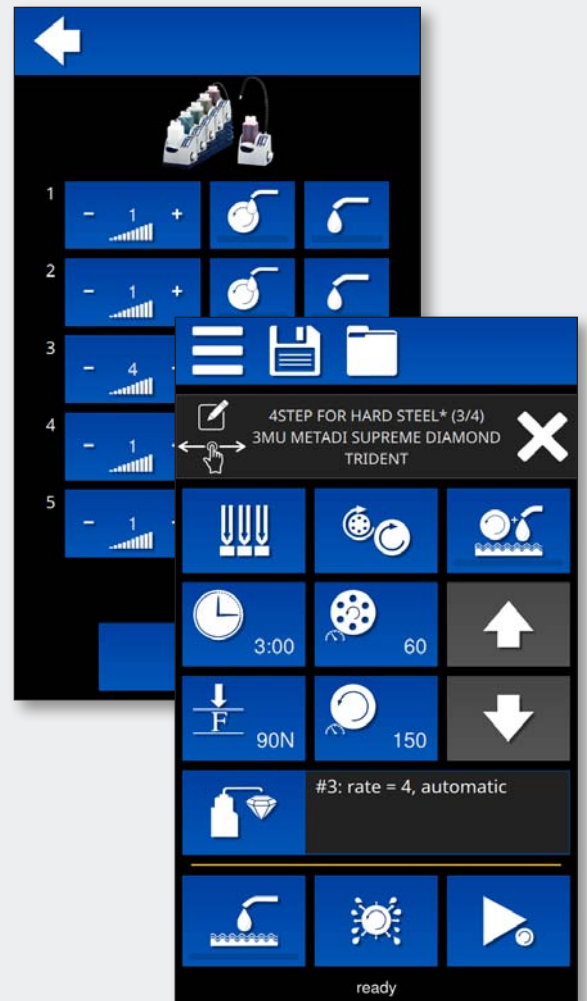 1
- 1 +
2
- 1 +
3
- 4
4
- 1
5
- 1
4STEP FOR HARD STEEL* (3/4)
3MU METADI SUPREME DIAMOND
TRIDENT
3:00
60
F
90N
150
#3: rate = 4, automatic
ready